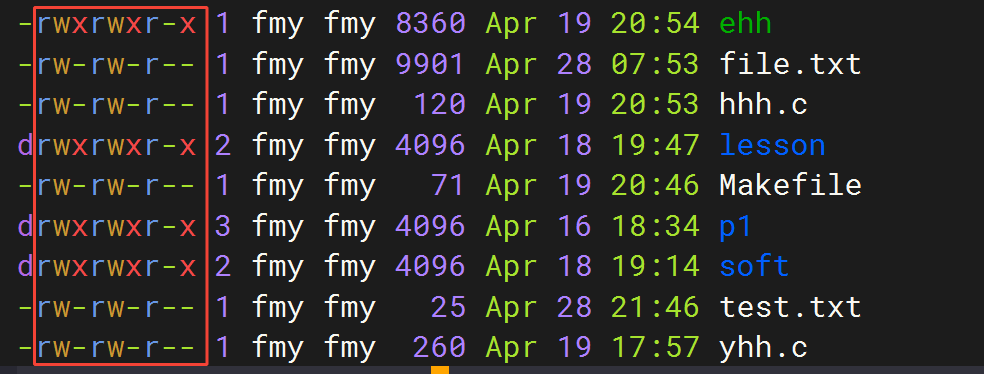 -rwxrwxr-x 1 fmy fmy 8360 Apr 19 20:54 ehh
-rw-rw-r-- 1 fmy fmy 9901 Apr 28 07:53 file.txt
-rw-rw-r-- 1 fmy fmy 120 Apr 19 20:53 hhh.c
drwxrwxr-x 2 fmy fmy 4096 Apr 18 19:47 lesson
-rw-rw-r-- 1 fmy fmy 71 Apr 19 20:46 Makefile
drwxrwxr-x 3 fmy fmy 4096 Apr 16 18:34 p1
drwxrwxr-x 2 fmy fmy 4096 Apr 18 19:14 soft
-rw-rw-r-- 1 fmy fmy 25 Apr 28 21:46 test.txt
-rw-rw-r-- 1 fmy fmy 260 Apr 19 17:57 yhh.c